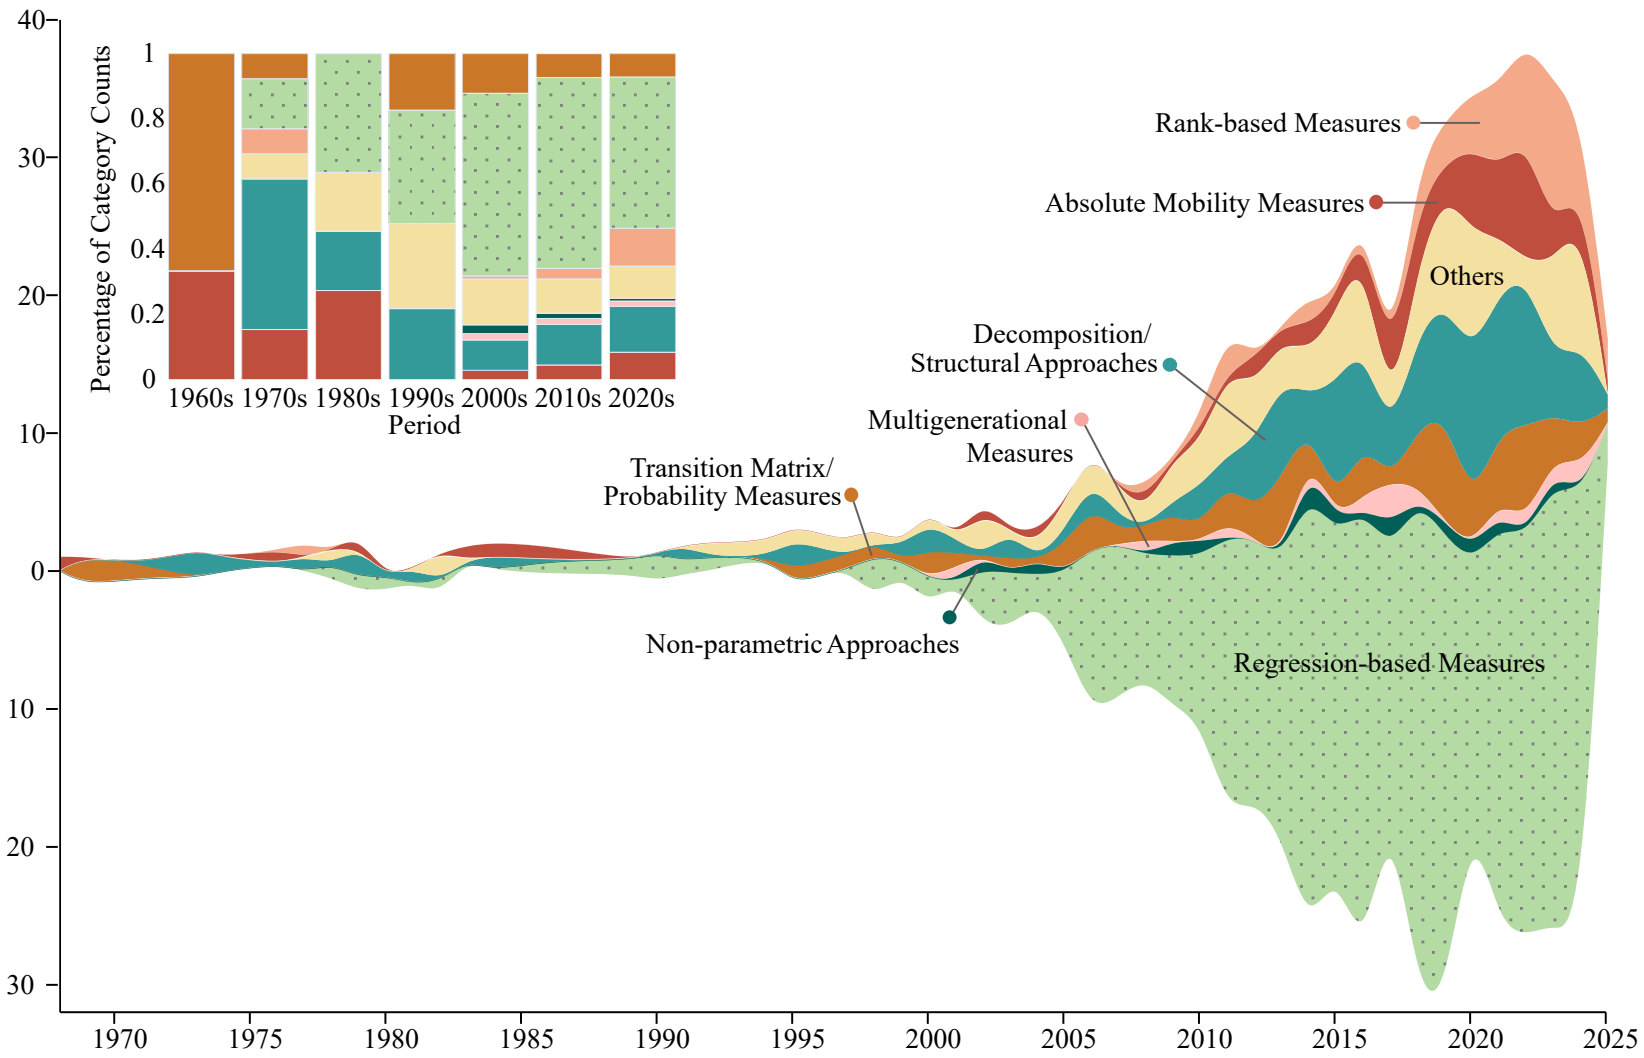 40
30
20
10
0
10
20
30
Percentage of Category Counts
1
0.8
0.6
0.4
0.2
0
1960s 1970s 1980s 1990s 2000s 2010s 2020s
Period
Rank-based Measures
Absolute Mobility Measures
Others
Decomposition/
Structural Approaches
Multigenerational
Measures
Transition Matrix/
Probability Measures
Non-parametric Approaches
Regression-based Measures
1970 1975 1980 1985 1990 1995 2000 2005 2010 2015 2020 2025